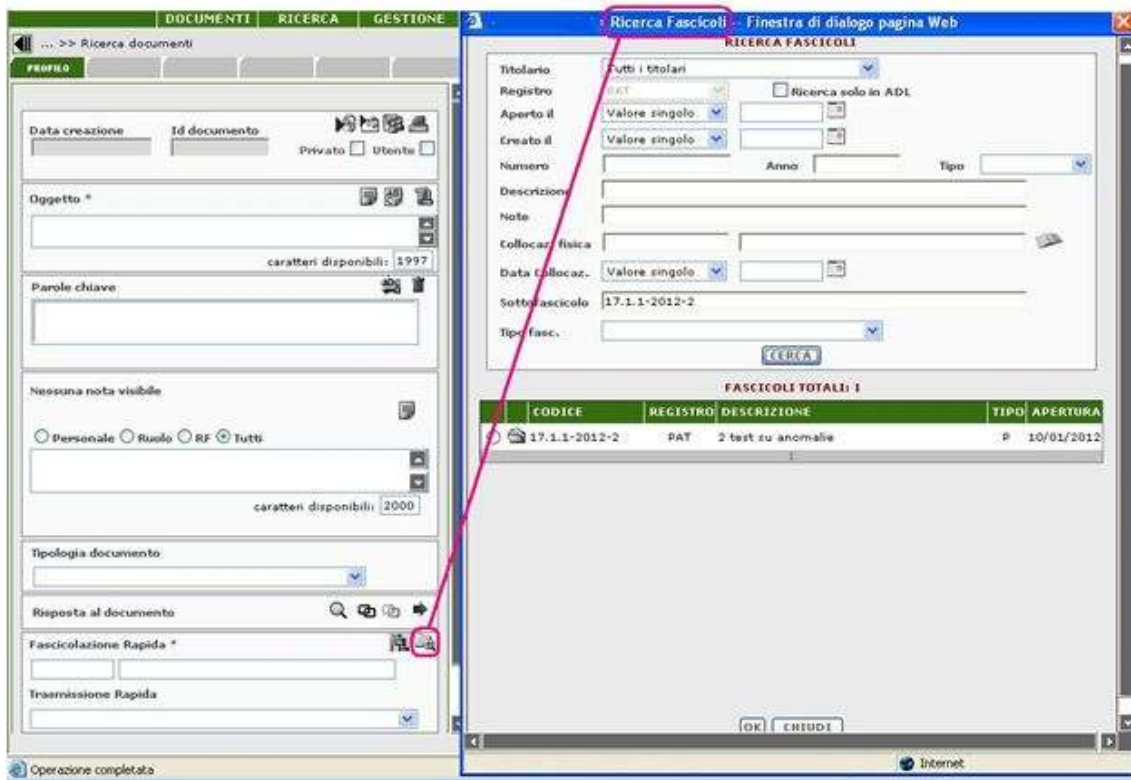 DOCUMENTI RICERCA GESTIONE
... >> Ricerca documenti
PROFILO
Data creazione Id documento
Privato Utente
Oggetto *
caratteri disponibili: 1997
Parole chiave
Nessuna nota visibile
Personale Ruolo RF Tutti
caratteri disponibili: 2000
Tipologia documento
Risposta al documento
Fascicolazione Rapida *
Trasmissione Rapida
Operazione completata
Ricerca Fascicoli -- Finestra di dialogo pagina Web
RICERCA FASCICOLI
Titolario Tutti i titolari
Registro PAT Ricerca solo in ADL
Aperto il Valore singolo
Creato il Valore singolo
Numero Anno Tipo
Descrizione
Note
Collocaz. fisica
Data Collocaz. Valore singolo
Sottofascicolo 17.1.1-2012-2
Tipo fasc.
CERCA
FASCICOLI TOTALI: 1
CODICE REGISTRO DESCRIZIONE TIPO APERTURA
17.1.1-2012-2 PAT 2 test su anomalie P 10/01/2012
1
OK CHIUDI
Internet